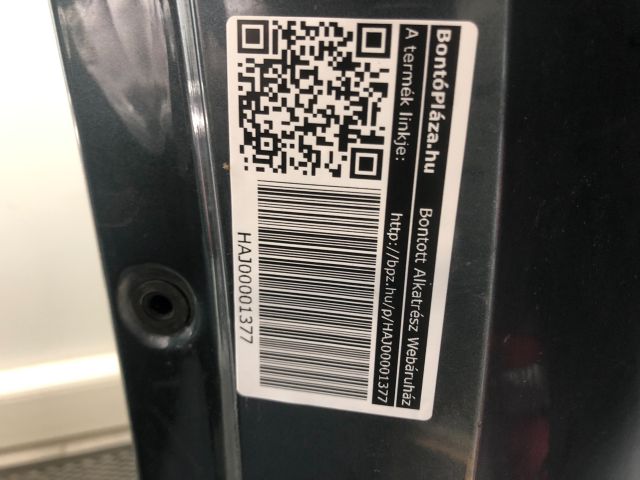 BontóPláza.hu
Bontott Alkatrész Webáruház
A termék linkje:
http://bpz.hu/p/HAJ00001377
HAJ00001377